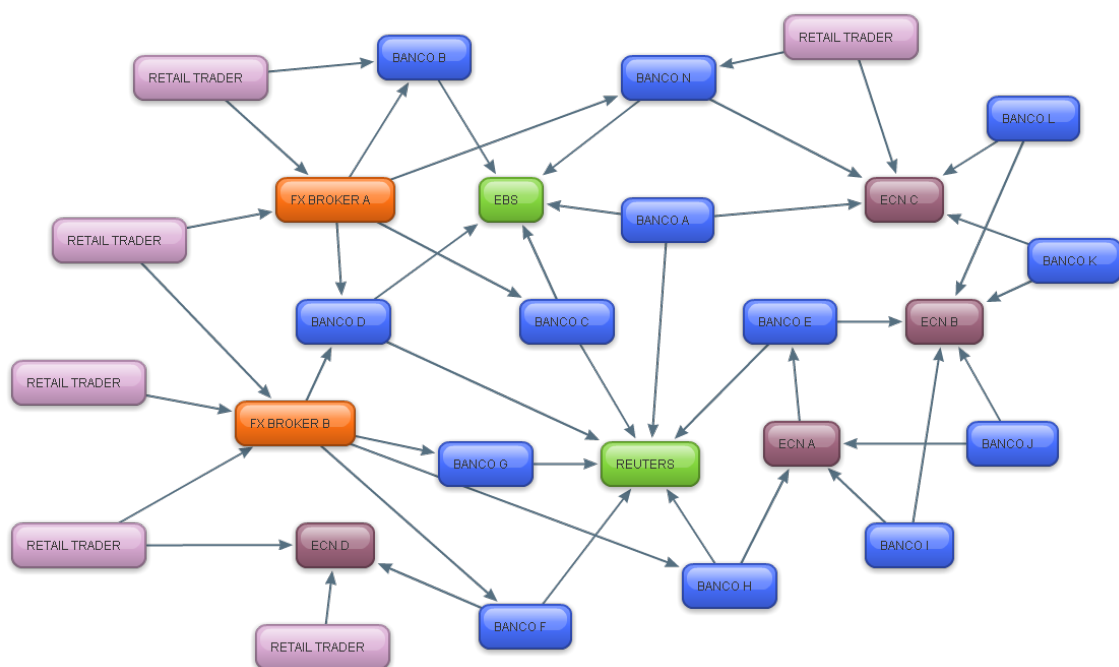 RETAIL TRADER
BANCO B
BANCO N
RETAIL TRADER
BANCO L
FX BROKER A
EBS
BANCO A
ECN C
RETAIL TRADER
BANCO K
BANCO D
BANCO C
BANCO E
ECN B
RETAIL TRADER
FX BROKER B
BANCO G
REUTERS
ECN A
BANCO J
RETAIL TRADER
ECN D
BANCO I
BANCO H
BANCO F
RETAIL TRADER